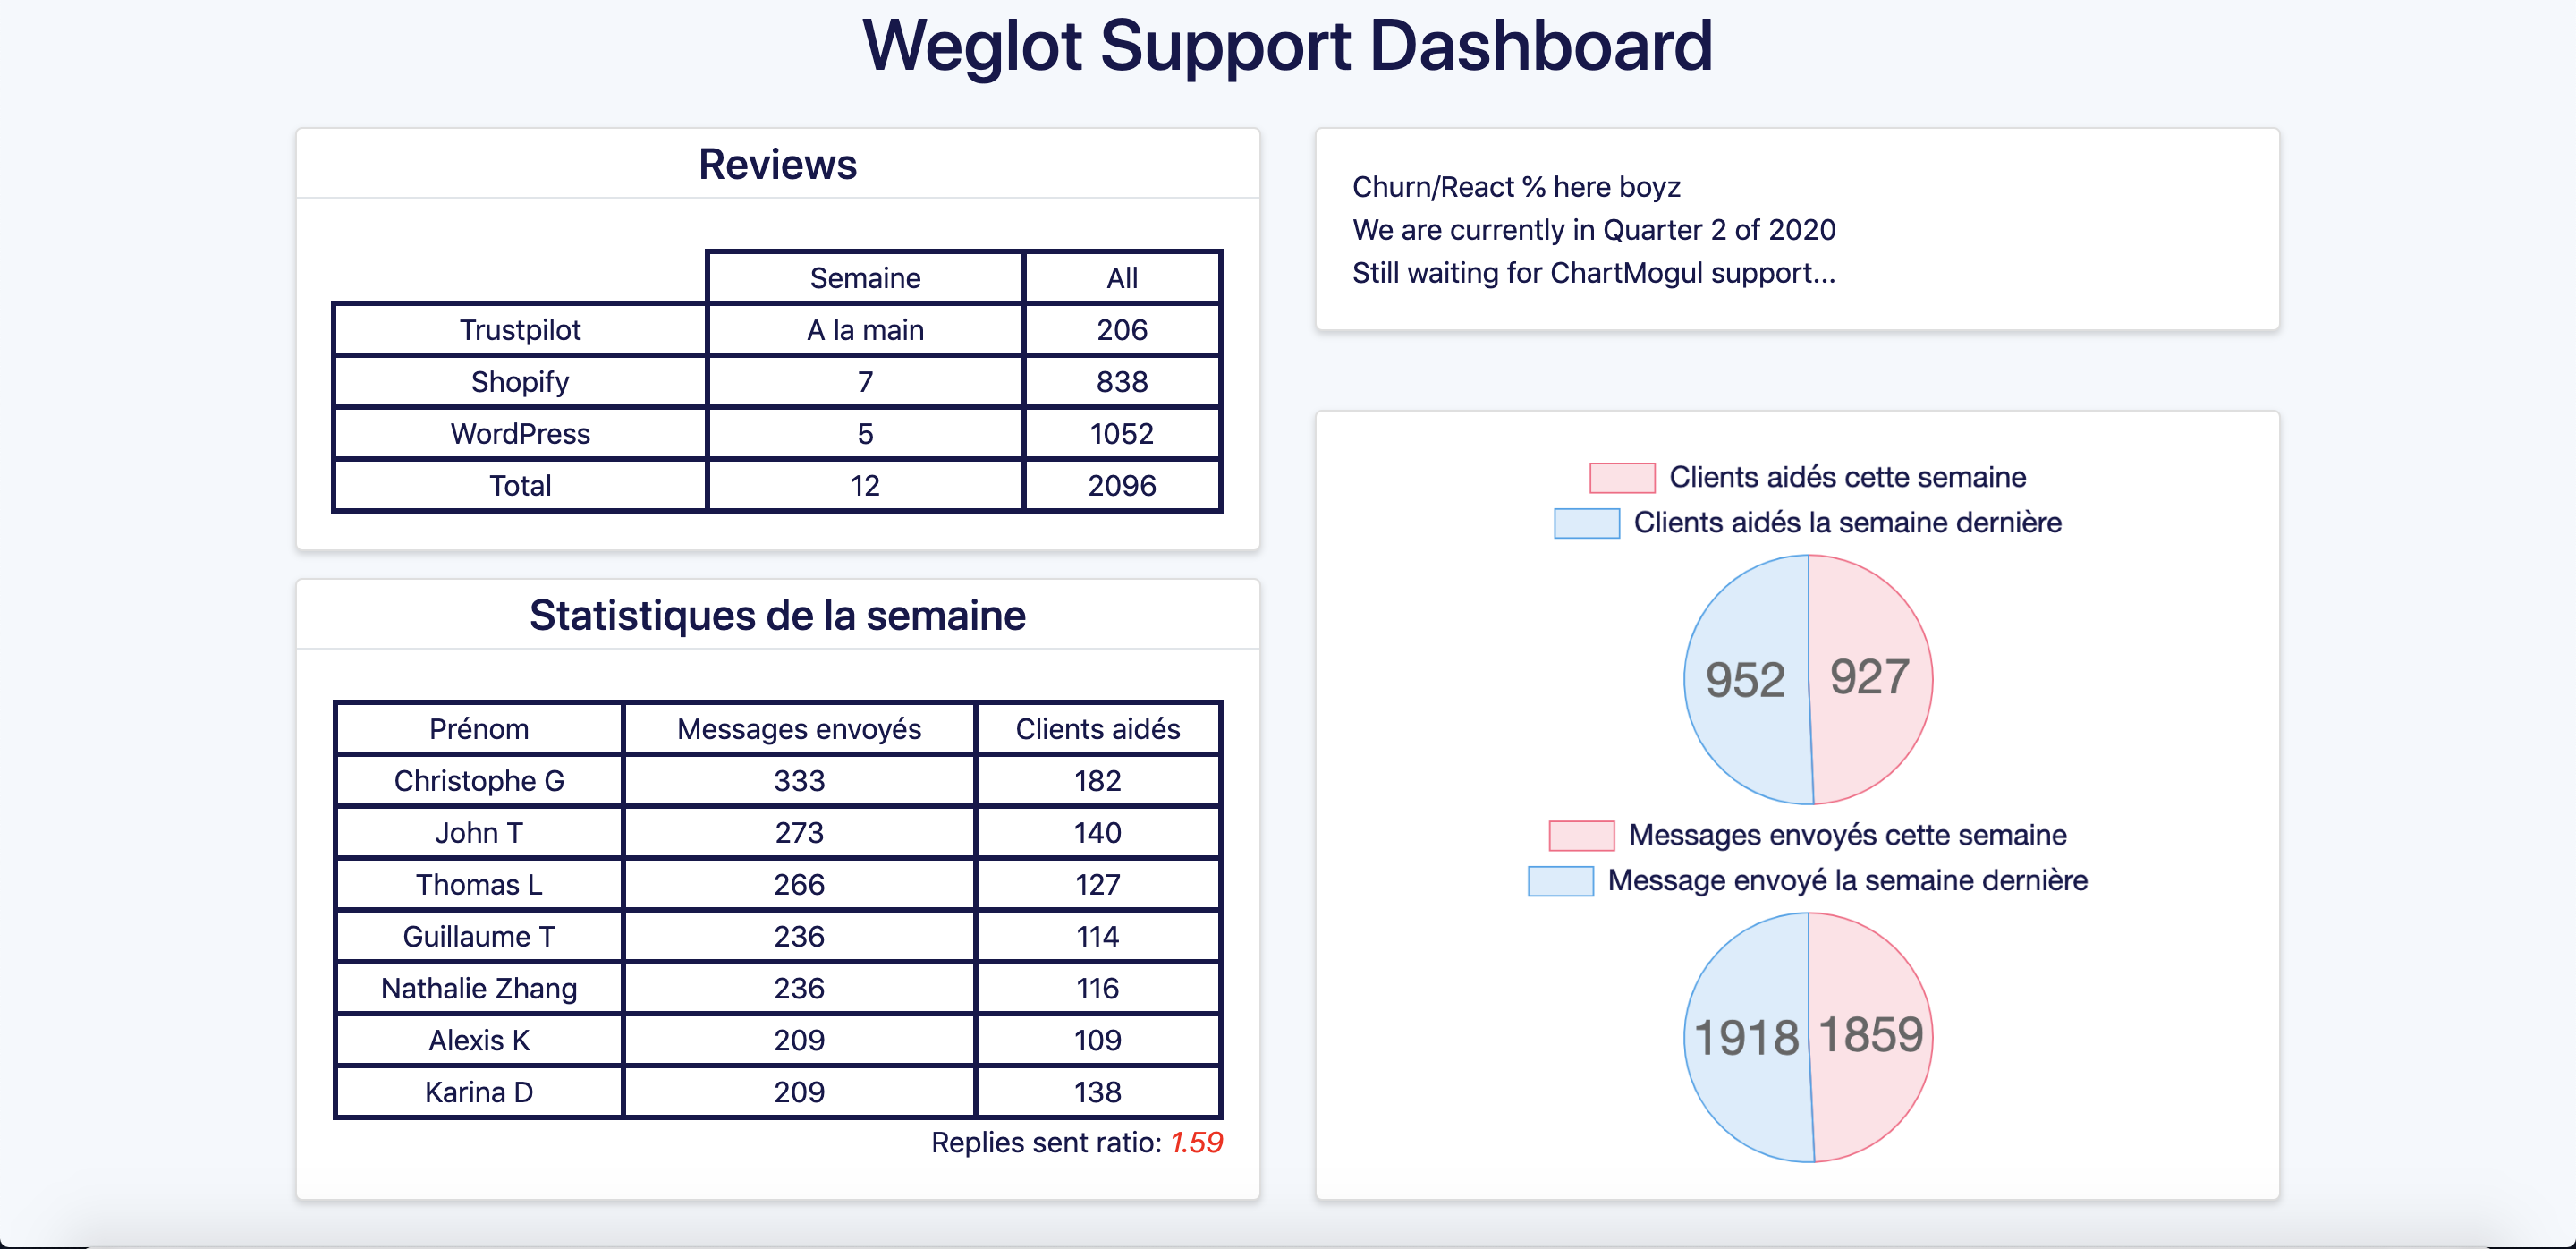 Weglot Support Dashboard
Reviews
Semaine All
Trustpilot A la main 206
Shopify 7 838
WordPress 5 1052
Total 12 2096
Statistiques de la semaine
Prénom Messages envoyés Clients aidés
Christophe G 333 182
John T 273 140
Thomas L 266 127
Guillaume T 236 114
Nathalie Zhang 236 116
Alexis K 209 109
Karina D 209 138
Replies sent ratio: 1.59
Churn/React % here boyz
We are currently in Quarter 2 of 2020
Still waiting for ChartMogul support...
Clients aidés cette semaine
Clients aidés la semaine dernière
952 927
Messages envoyés cette semaine
Message envoyé la semaine dernière
1918 1859